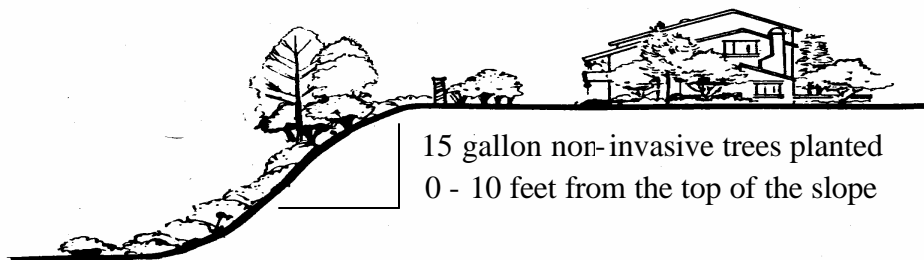 15 gallon non-invasive trees planted
0 - 10 feet from the top of the slope